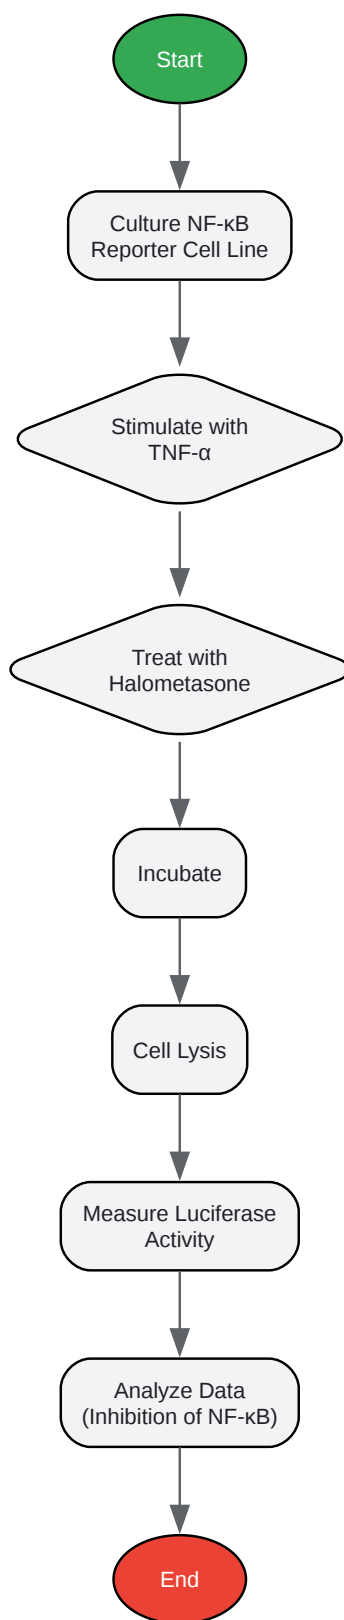 Start
Culture NF-κB
Reporter Cell Line
Stimulate with
TNF-α
Treat with
Halometasone
Incubate
Cell Lysis
Measure Luciferase
Activity
Analyze Data
(Inhibition of NF-κB)
End